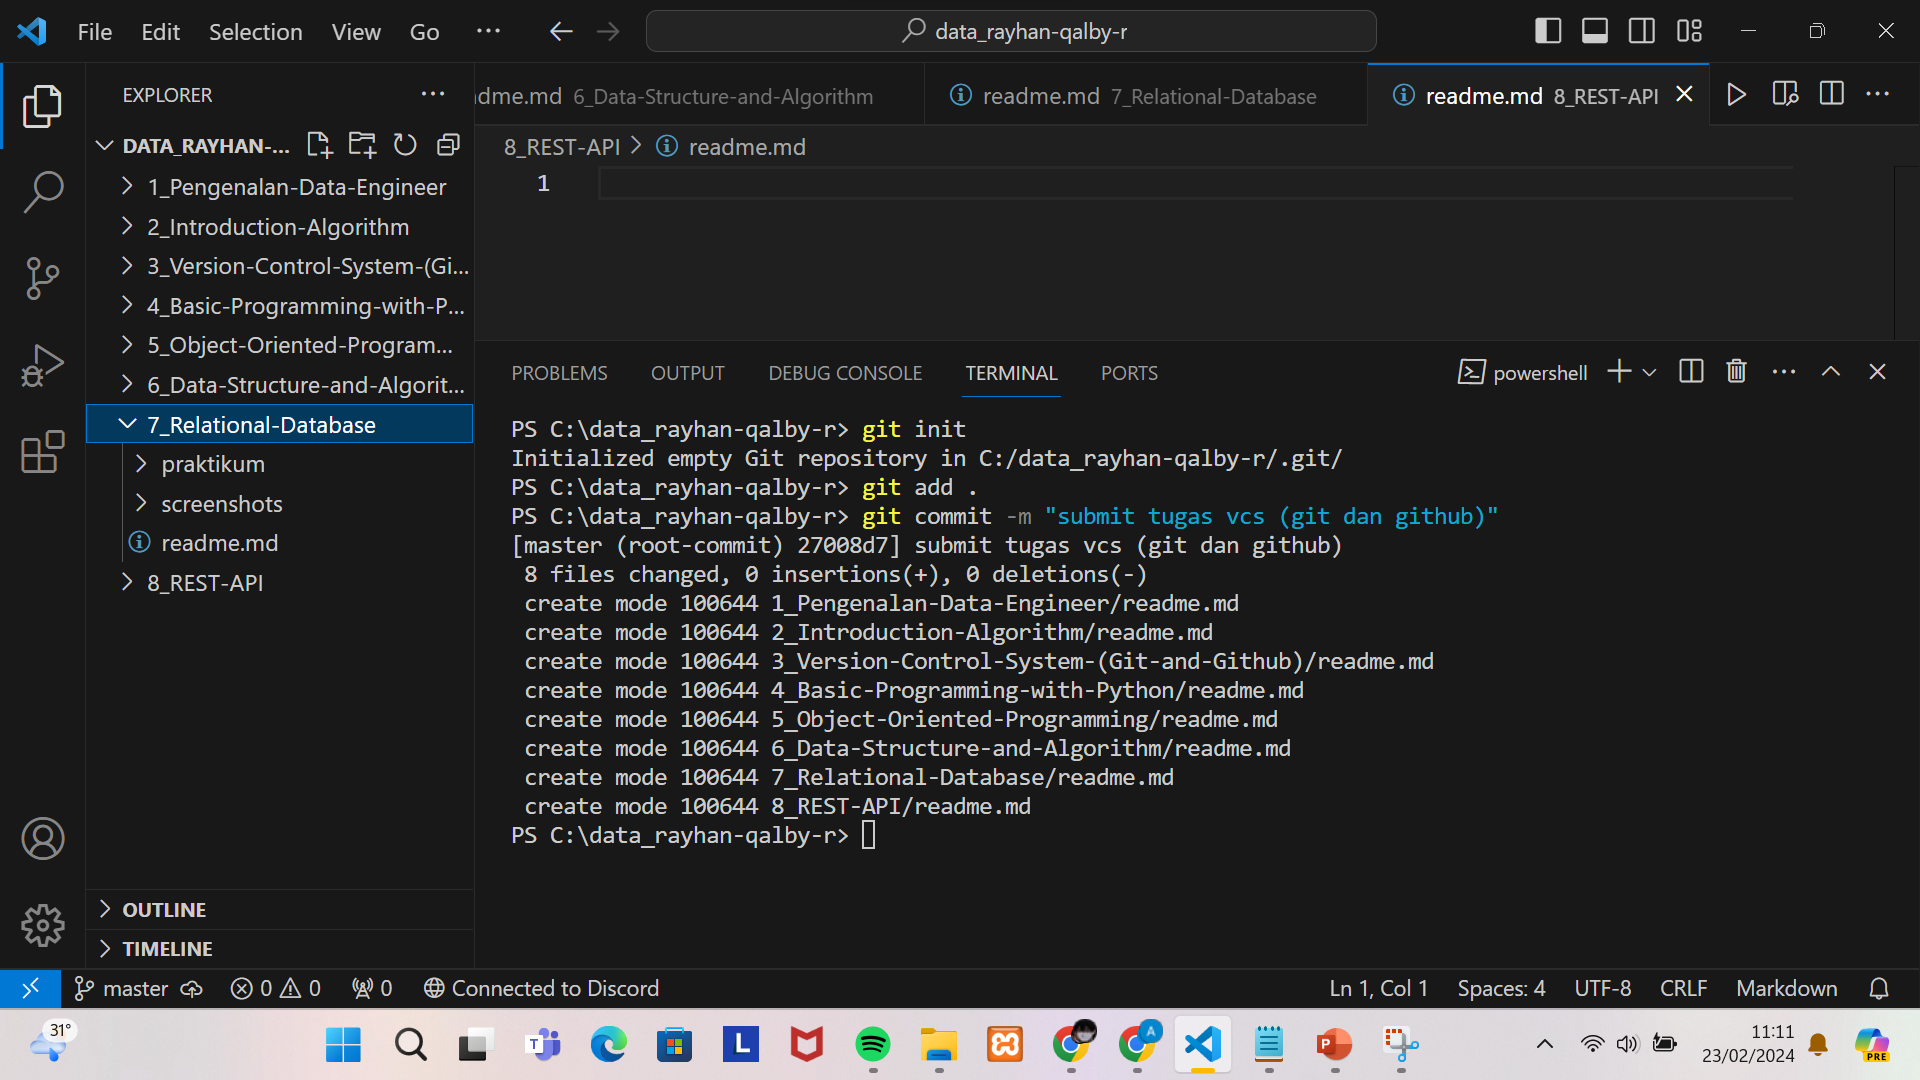 File Edit Selection View Go ··· data_rayhan-qalby-r
EXPLORER ···
dme.md 6_Data-Structure-and-Algorithm readme.md 7_Relational-Database readme.md 8_REST-API
DATA_RAYHAN-...
8_REST-API > readme.md
1
1_Pengenalan-Data-Engineer
2_Introduction-Algorithm
3_Version-Control-System-(Gi...
4_Basic-Programming-with-P...
5_Object-Oriented-Program...
6_Data-Structure-and-Algorit...
7_Relational-Database
praktikum
screenshots
readme.md
8_REST-API
OUTLINE
TIMELINE
PROBLEMS OUTPUT DEBUG CONSOLE TERMINAL PORTS powershell
PS C:\data_rayhan-qalby-r> git init
Initialized empty Git repository in C:/data_rayhan-qalby-r/.git/
PS C:\data_rayhan-qalby-r> git add .
PS C:\data_rayhan-qalby-r> git commit -m "submit tugas vcs (git dan github)"
[master (root-commit) 27008d7] submit tugas vcs (git dan github)
8 files changed, 0 insertions(+), 0 deletions(-)
create mode 100644 1_Pengenalan-Data-Engineer/readme.md
create mode 100644 2_Introduction-Algorithm/readme.md
create mode 100644 3_Version-Control-System-(Git-and-Github)/readme.md
create mode 100644 4_Basic-Programming-with-Python/readme.md
create mode 100644 5_Object-Oriented-Programming/readme.md
create mode 100644 6_Data-Structure-and-Algorithm/readme.md
create mode 100644 7_Relational-Database/readme.md
create mode 100644 8_REST-API/readme.md
PS C:\data_rayhan-qalby-r>
master 0 0 0 Connected to Discord Ln 1, Col 1 Spaces: 4 UTF-8 CRLF Markdown
31°
T
L
A
P
11:11
23/02/2024
PRE